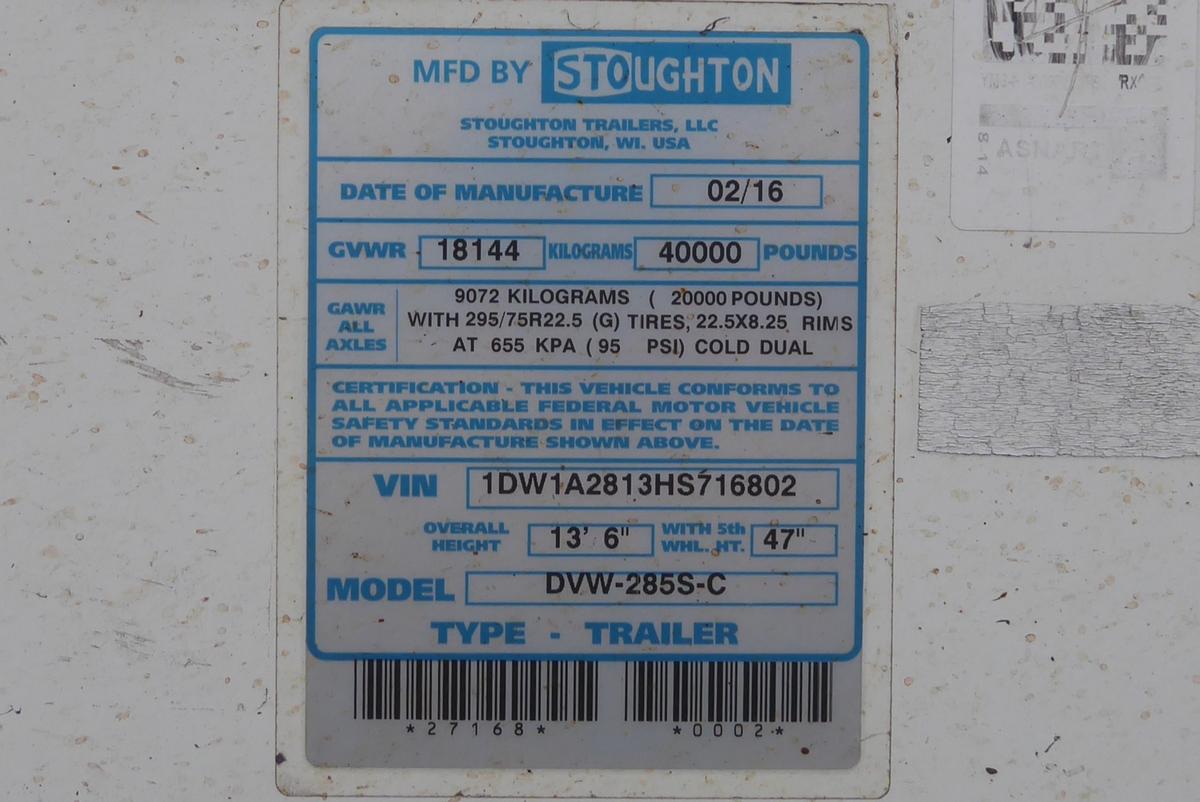 MFD BY STOUGHTON
STOUGHTON TRAILERS, LLC
STOUGHTON, WI. USA
DATE OF MANUFACTURE 02/16
GVWR 18144 KILOGRAMS 40000 POUNDS
GAWR ALL AXLES
9072 KILOGRAMS ( 20000 POUNDS)
WITH 295/75R22.5 (G) TIRES, 22.5X8.25 RIMS
AT 655 KPA ( 95 PSI) COLD DUAL
CERTIFICATION - THIS VEHICLE CONFORMS TO
ALL APPLICABLE FEDERAL MOTOR VEHICLE
SAFETY STANDARDS IN EFFECT ON THE DATE
OF MANUFACTURE SHOWN ABOVE.
VIN 1DW1A2813HS716802
OVERALL HEIGHT 13' 6" WITH 5th WHL. HT. 47"
MODEL DVW-285S-C
TYPE - TRAILER
*27168* *0002*
RX
8-14